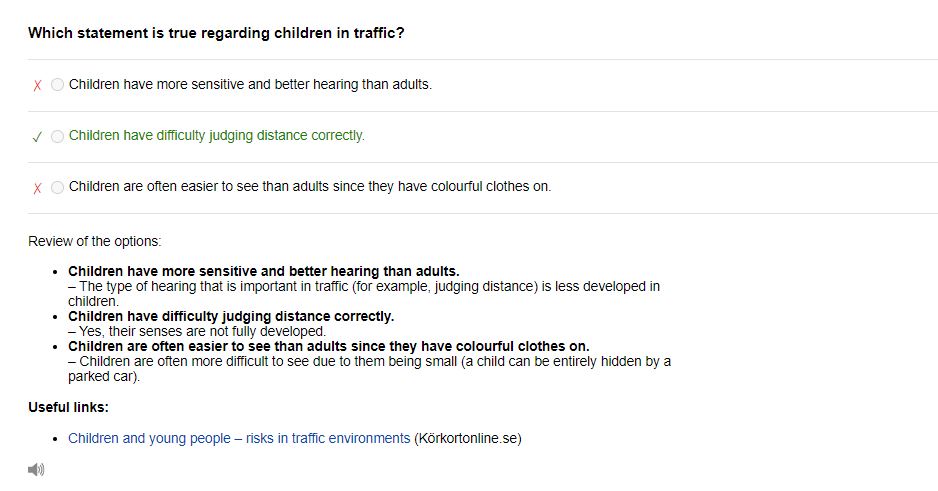 Which statement is true regarding children in traffic?
X Children have more sensitive and better hearing than adults.
✓ Children have difficulty judging distance correctly.
X Children are often easier to see than adults since they have colourful clothes on.
Review of the options:
• Children have more sensitive and better hearing than adults.
– The type of hearing that is important in traffic (for example, judging distance) is less developed in
children.
• Children have difficulty judging distance correctly.
– Yes, their senses are not fully developed.
• Children are often easier to see than adults since they have colourful clothes on.
– Children are often more difficult to see due to them being small (a child can be entirely hidden by a
parked car).
Useful links:
• Children and young people – risks in traffic environments (Körkortonline.se)